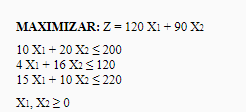 MAXIMIZAR: Z = 120 X1 + 90 X2
10 X1 + 20 X2 ≤ 200
4 X1 + 16 X2 ≤ 120
15 X1 + 10 X2 ≤ 220
X1, X2 ≥ 0